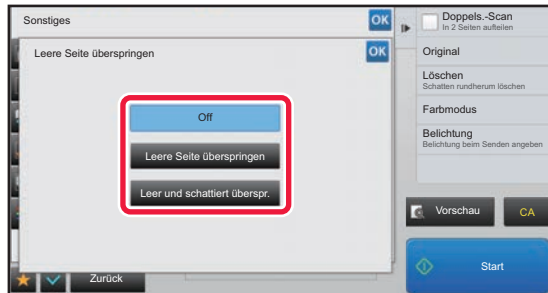 Sonstiges
OK
Leere Seite überspringen
OK
Off
Leere Seite überspringen
Leer und schattiert überspr.
Zurück
Doppels.-Scan
In 2 Seiten aufteilen
Original
Löschen
Schatten rundherum löschen
Farbmodus
Belichtung
Belichtung beim Senden angeben
Vorschau
CA
Start